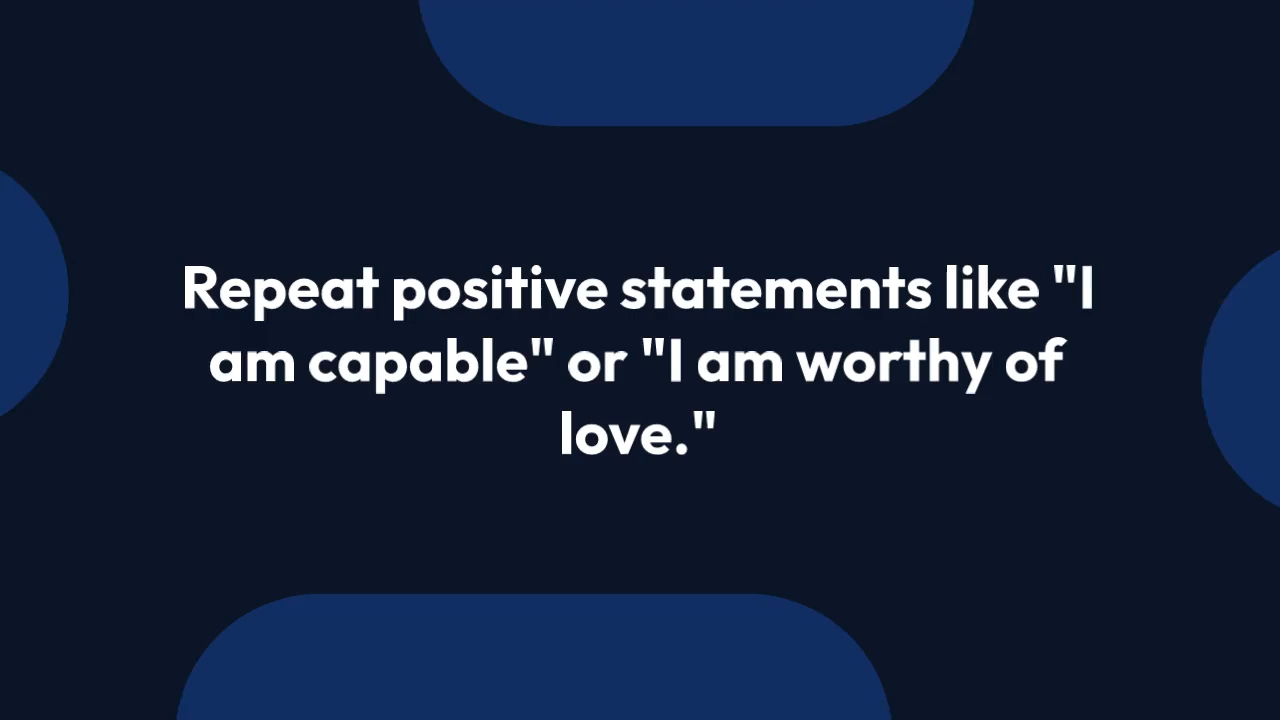 Repeat positive statements like "I
am capable" or "I am worthy of
love."